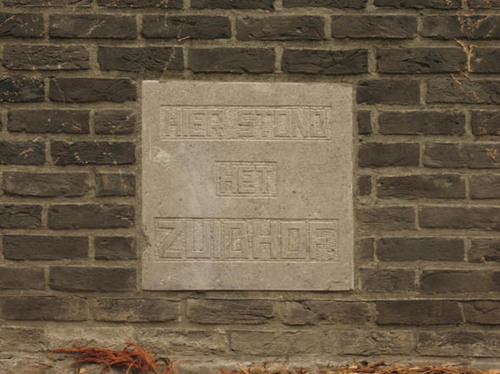 HIER STOND
HET
ZUIDHOF